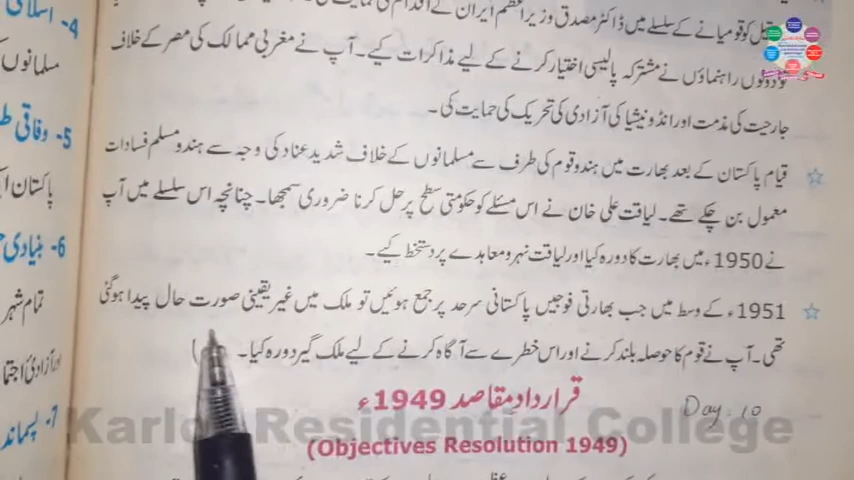 کو قومیانے کے سلسلے میں ڈاکٹر مصدق وزیراعظم ایران کے اقدام کی
تو دونوں راہنماؤں نے مشترکہ پالیسی اختیار کرنے کے لیے مذاکرات کیے۔ آپ نے مغربی ممالک کی مصر کے خلاف
جارحیت کی مذمت اور انڈونیشیا کی آزادی کی تحریک کی حمایت کی۔
☆ قیام پاکستان کے بعد بھارت میں ہندو قوم کی طرف سے مسلمانوں کے خلاف شدید عناد کی وجہ سے ہندو مسلم فسادات
معمول بن چکے تھے۔ لیاقت علی خان نے اس مسئلے کو حکومتی سطح پر حل کرنا ضروری سمجھا۔ چنانچہ اس سلسلے میں آپ
نے 1950ء میں بھارت کا دورہ کیا اور لیاقت نہرو معاہدے پر دستخط کیے۔
☆ 1951ء کے وسط میں جب بھارتی فوجیں پاکستانی سرحد پر جمع ہوئیں تو ملک میں غیر یقینی صورت حال پیدا ہوگئی
تھی۔ آپ نے قوم کا حوصلہ بلند کرنے اور اس خطرے سے آگاہ کرنے کے لیے ملک گیر دورہ کیا۔
قرارداد مقاصد 1949ء
Day: 10
(Objectives Resolution 1949)
Residential College
4- اسلامی
مسلمانوں
5- وفاقی
پاکستان
6- بنیادی
تمام شہر
اور آزادیٔ
7- پسماند